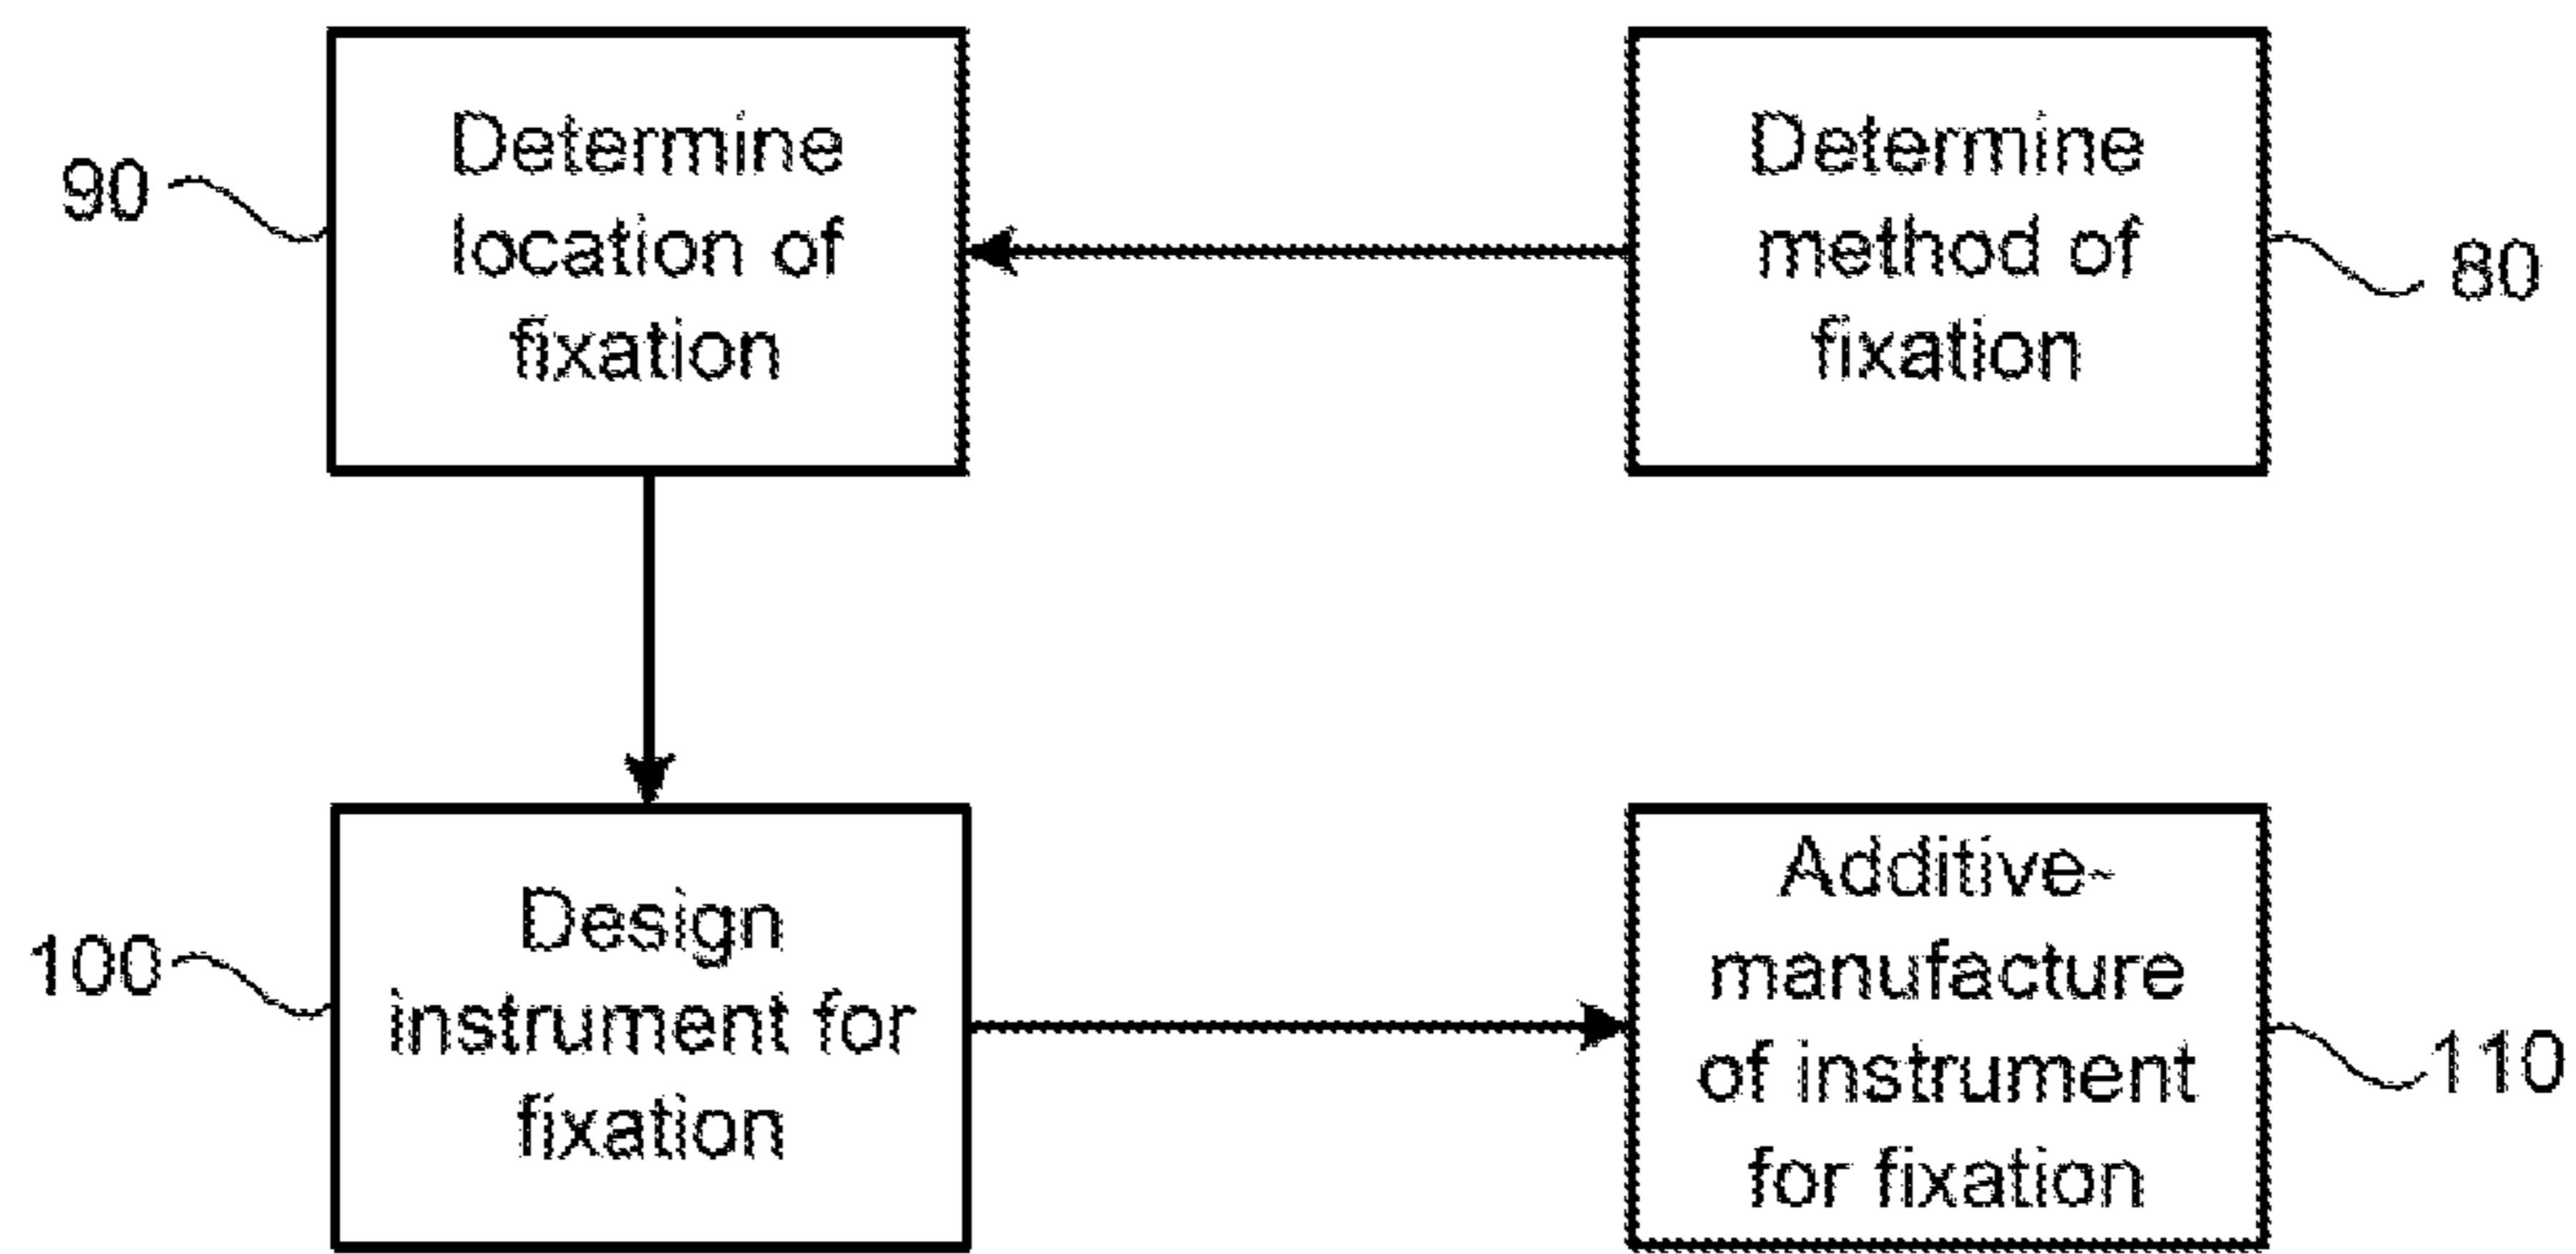 90
Determine
location of
fixation
Determine
method of
fixation
80
100
Design
instrument for
fixation
Additive-
manufacture
of instrument
for fixation
110